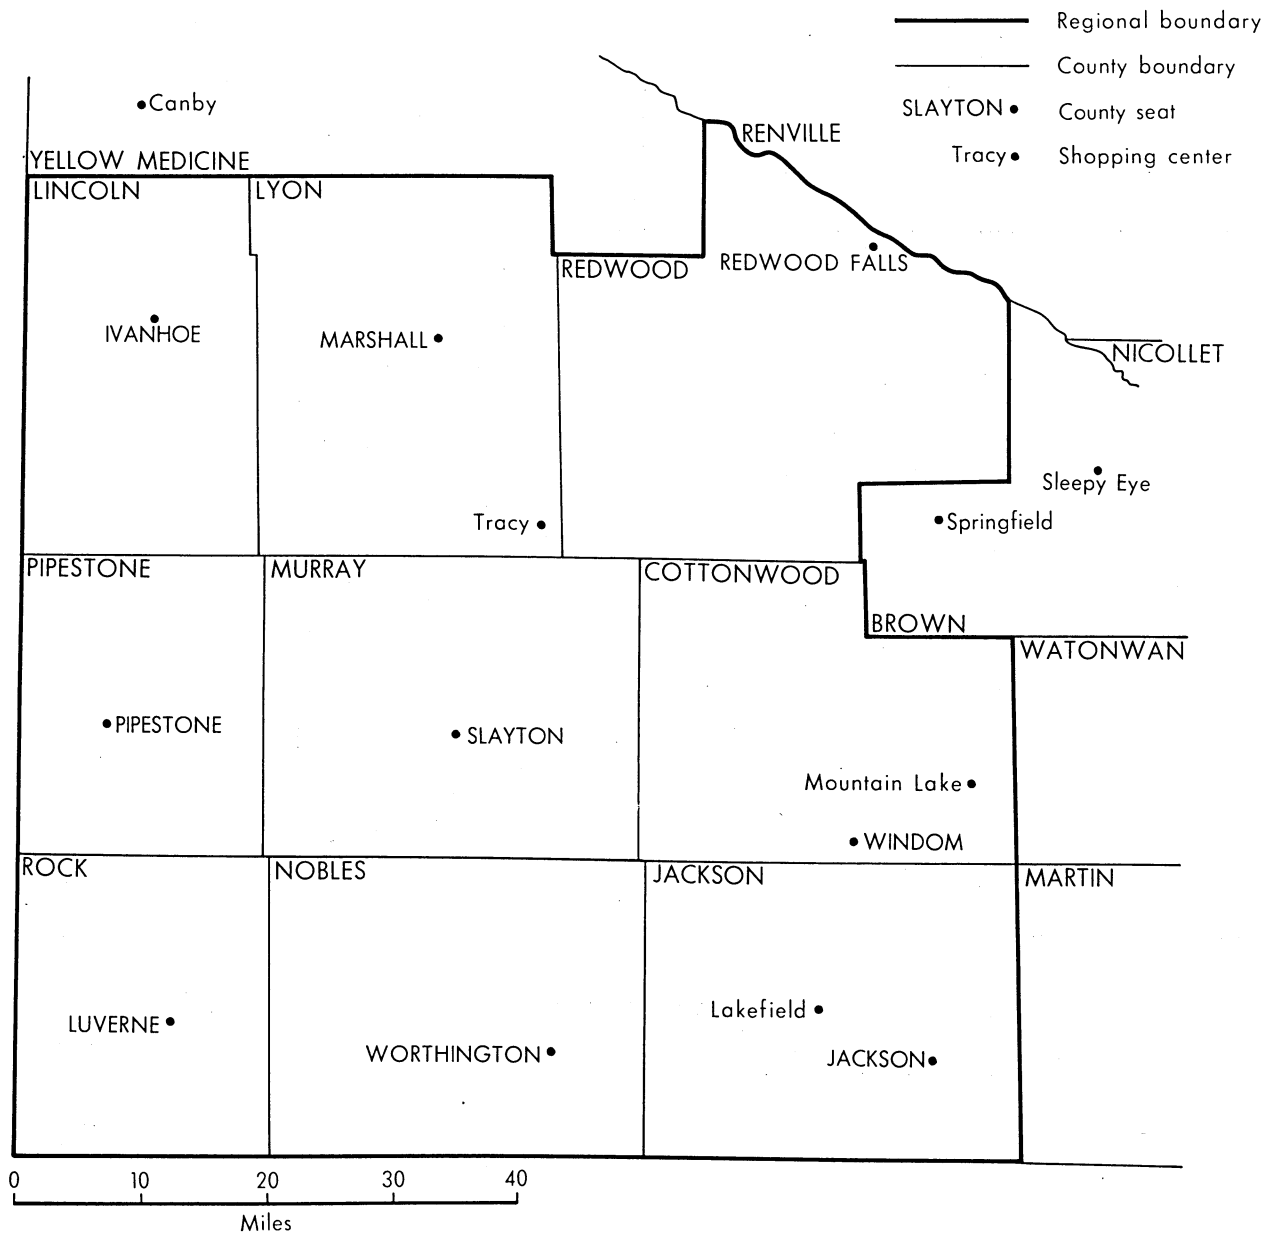 Regional boundary
County boundary
SLAYTON County seat
Tracy Shopping center
Canby
RENVILLE
YELLOW MEDICINE
LINCOLN
LYON
REDWOOD
REDWOOD FALLS
IVANHOE
MARSHALL
NICOLLET
Sleepy Eye
Tracy
Springfield
PIPESTONE
MURRAY
COTTONWOOD
BROWN
WATONWAN
PIPESTONE
SLAYTON
Mountain Lake
WINDOM
ROCK
NOBLES
JACKSON
MARTIN
Lakefield
LUVERNE
WORTHINGTON
JACKSON
0 10 20 30 40
Miles